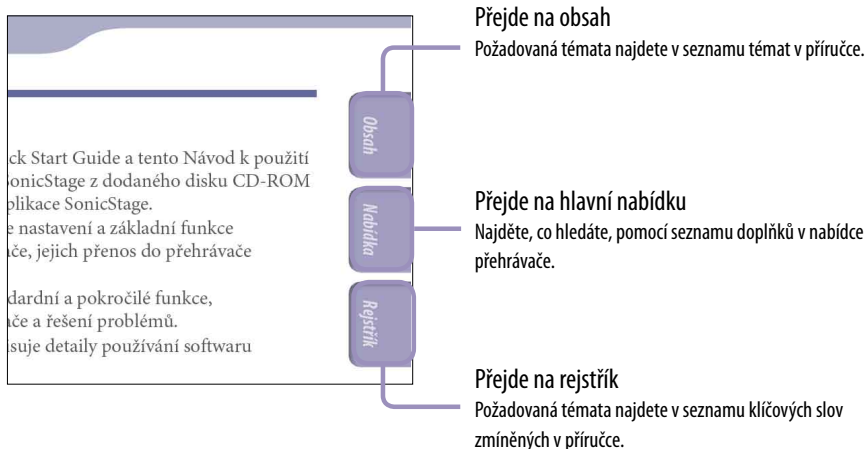 Přejde na obsah
Požadovaná témata najdete v seznamu témat v příručce.
Obsah
ck Start Guide a tento Návod k použití
SonicStage z dodaného disku CD-ROM
plikace SonicStage.
e nastavení a základní funkce
ače, jejich přenos do přehrávače
Nabídka
Přejde na hlavní nabídku
Najděte, co hledáte, pomocí seznamu doplňků v nabídce
přehrávače.
dardní a pokročilé funkce,
ače a řešení problémů.
isuje detaily používání softwaru
Rejstřík
Přejde na rejstřík
Požadovaná témata najdete v seznamu klíčových slov
zmíněných v příručce.